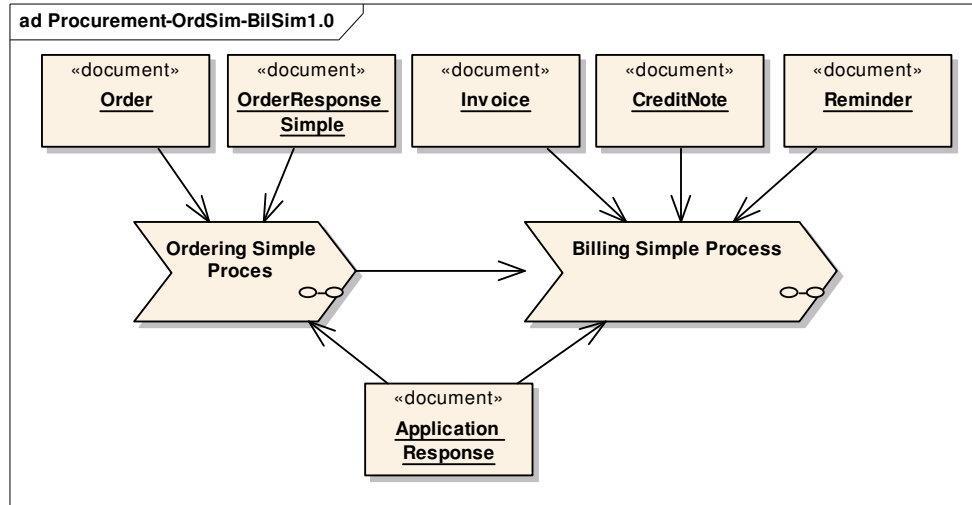 ad Procurement-OrdSim-BilSim1.0
«document»
Order
«document»
OrderResponse
Simple
«document»
Invoice
«document»
CreditNote
«document»
Reminder
Ordering Simple
Proces
Billing Simple Process
«document»
Application
Response